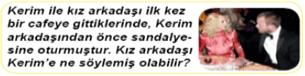 Kerim ile kız arkadaşı ilk kez
bir cafeye gittiklerinde, Kerim
arkadaşından önce sandalye-
sine oturmuştur. Kız arkadaşı
Kerim'e ne söylemiş olabilir?